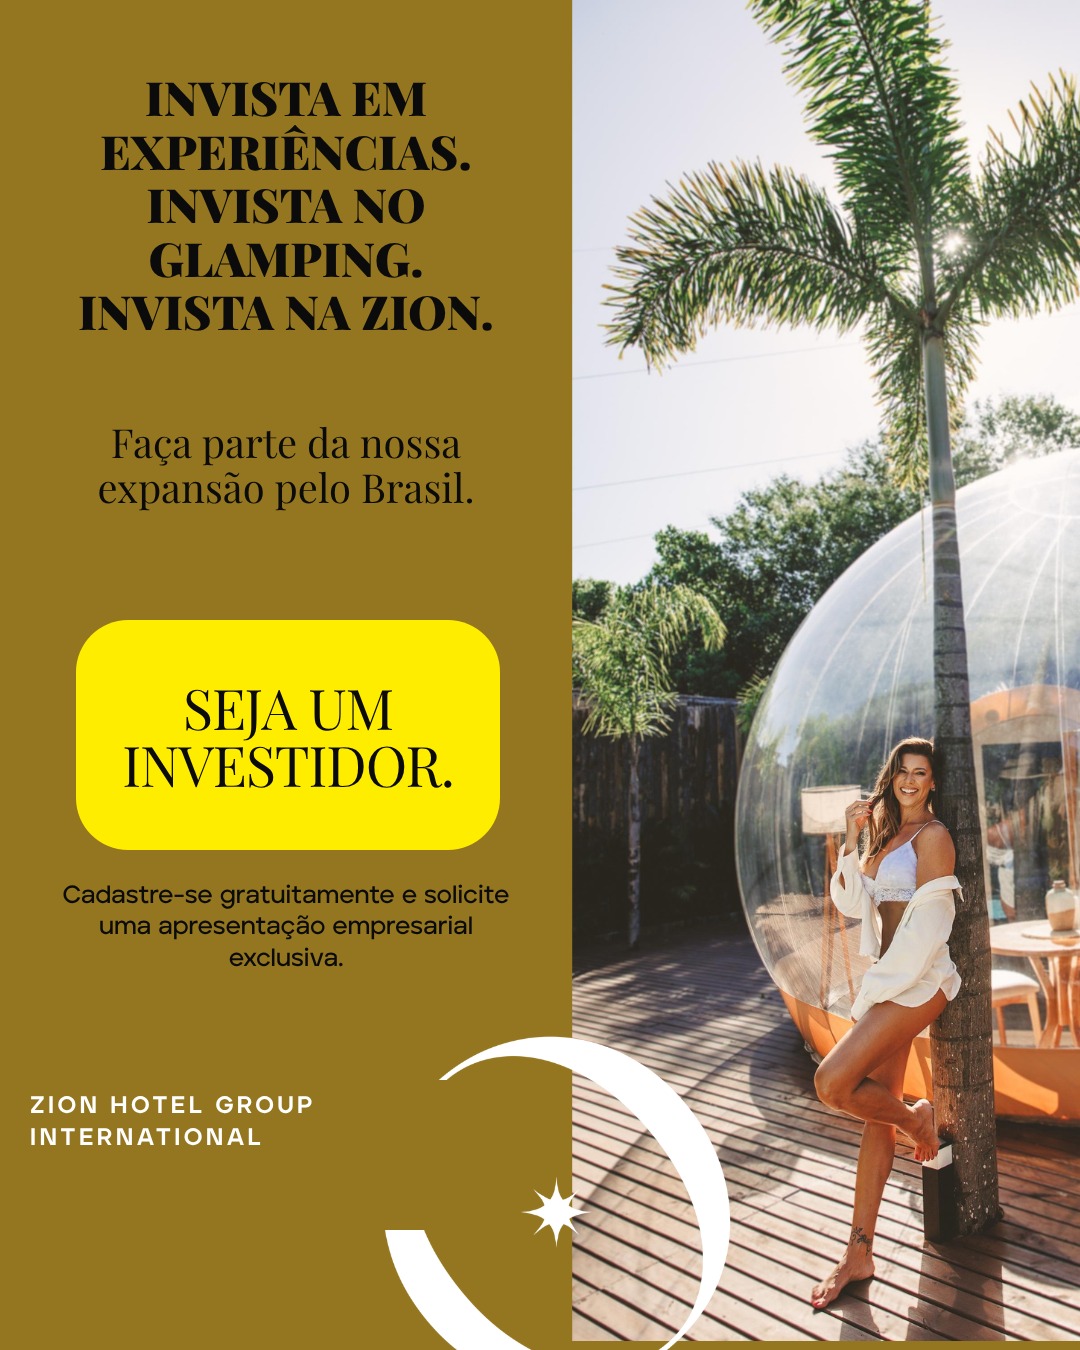 INVISTA EM
EXPERIÊNCIAS.
INVISTA NO
GLAMPING.
INVISTA NA ZION.
Faça parte da nossa
expansão pelo Brasil.
SEJA UM
INVESTIDOR.
Cadastre-se gratuitamente e solicite
uma apresentação empresarial
exclusiva.
ZION HOTEL GROUP
INTERNATIONAL